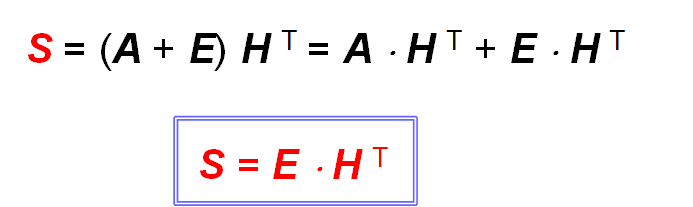 S = (A + E) H ᵀ = A · H ᵀ + E · H ᵀ
S = E · H ᵀ